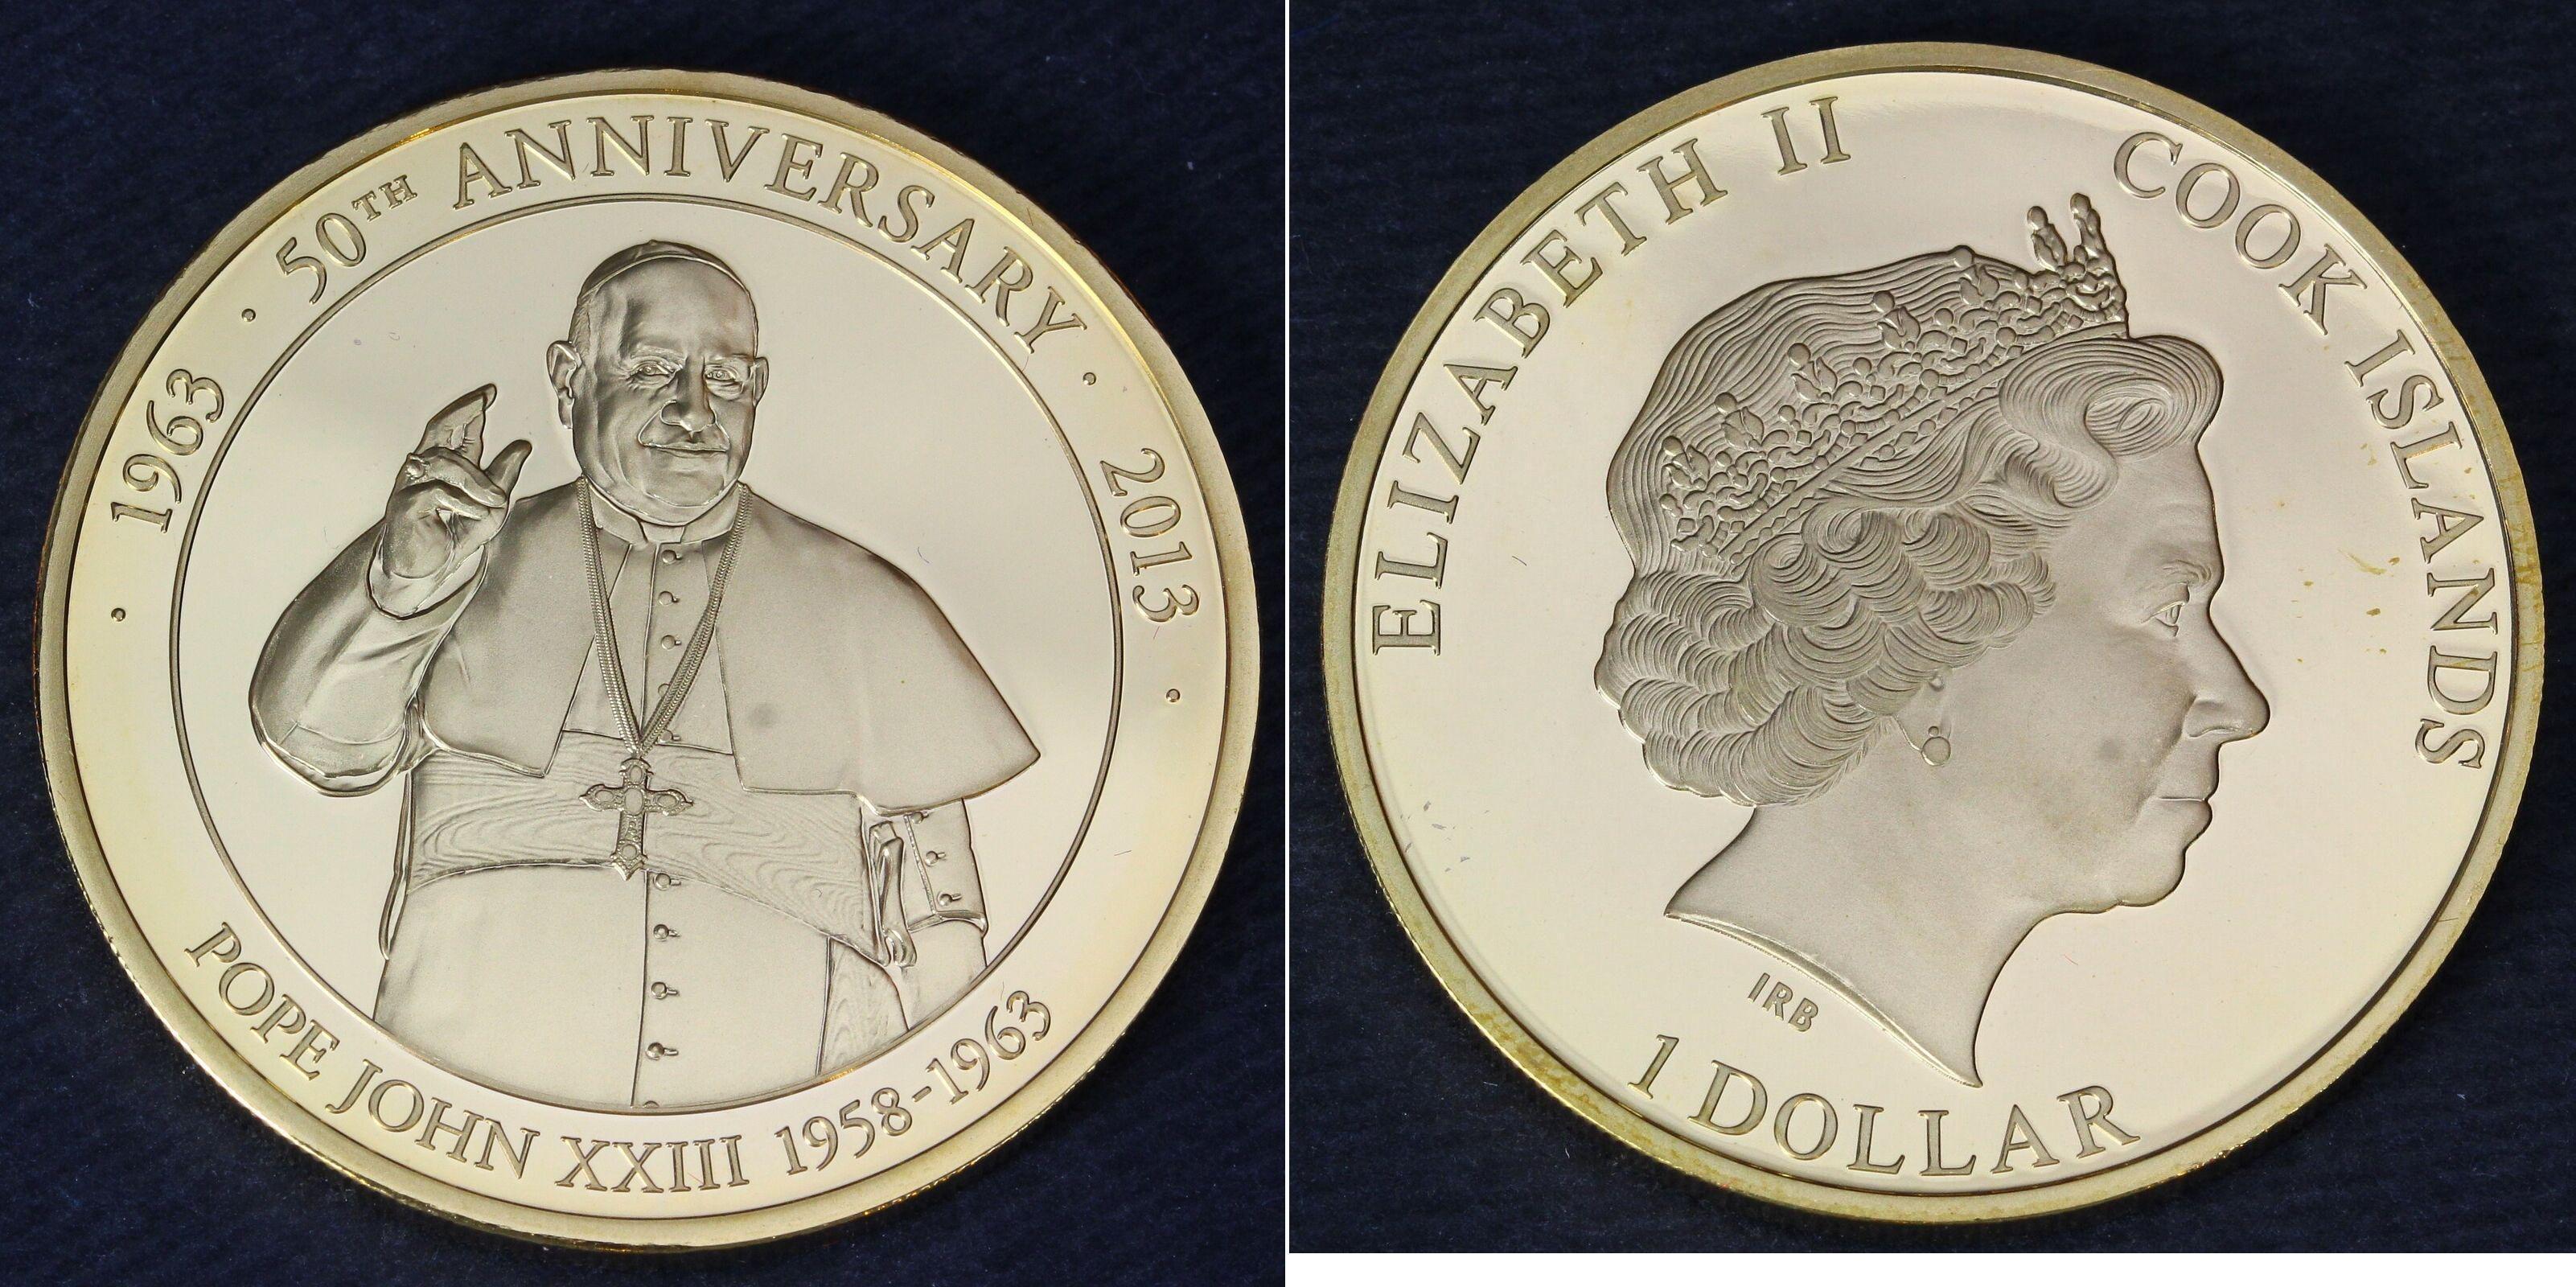 · 1963 · 50TH ANNIVERSARY · 2013 ·
POPE JOHN XXIII 1958-1963
ELIZABETH II COOK ISLANDS
IRB
1 DOLLAR